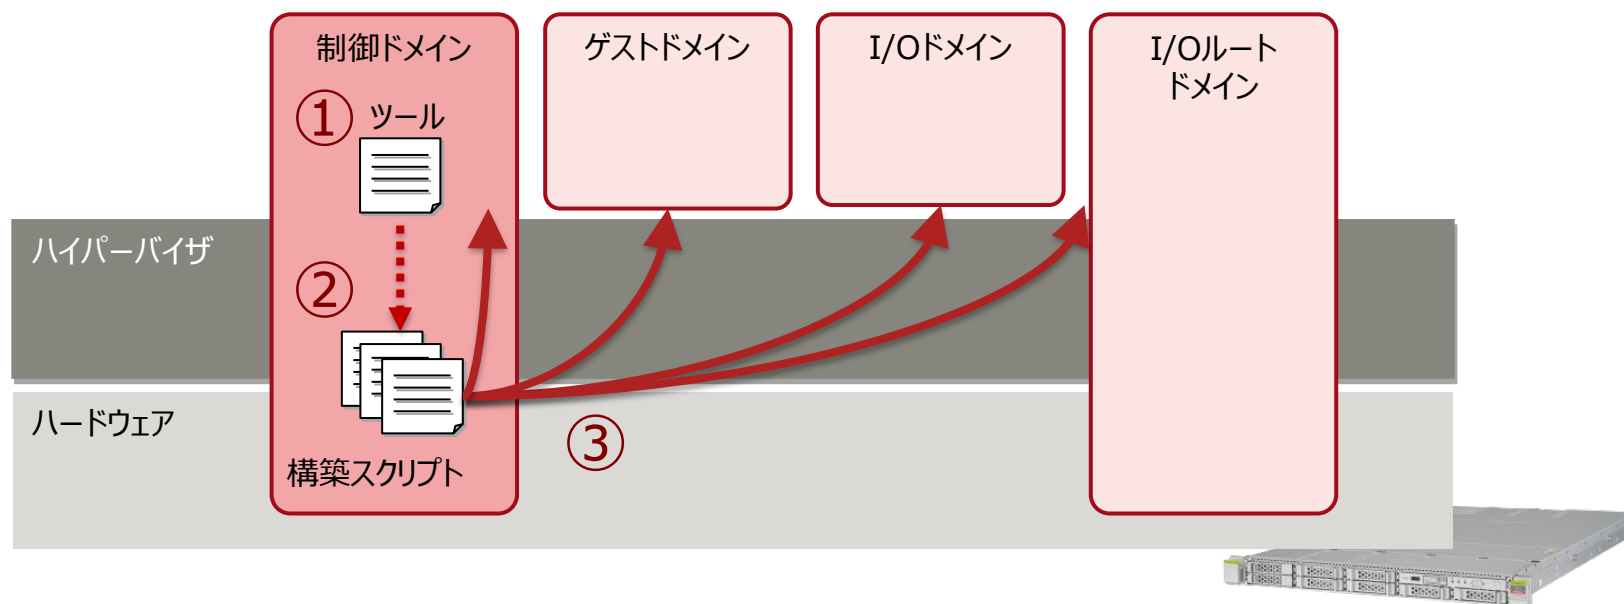 制御ドメイン
ゲストドメイン
I/Oドメイン
I/Oルート
ドメイン
① ツール
ハイパーバイザ
②
ハードウェア
③
構築スクリプト